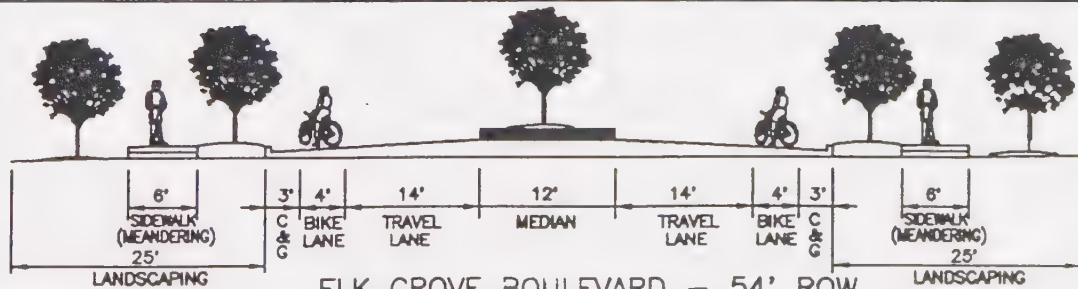 6' 3' 4' 14' 12' 14' 4' 3' 6'
SIDEWALK (MEANDERING) C & G BIKE LANE TRAVEL LANE MEDIAN TRAVEL LANE BIKE LANE C & G SIDEWALK (MEANDERING)
25' 25'
LANDSCAPING LANDSCAPING
ELK GROVE BOULEVARD - 54' ROW